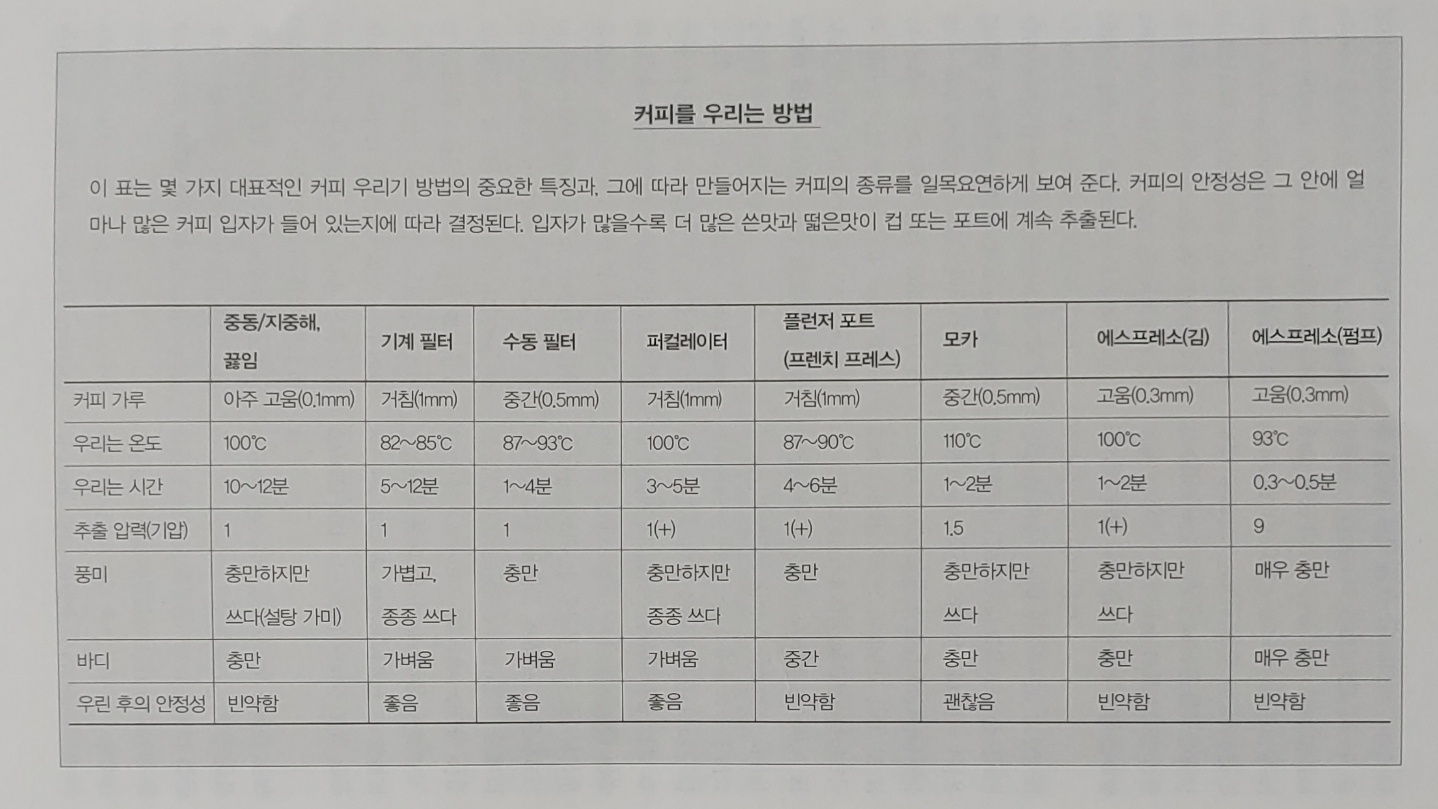 커피를 우리는 방법
이 표는 몇 가지 대표적인 커피 우리기 방법의 중요한 특징과, 그에 따라 만들어지는 커피의 종류를 일목요연하게 보여 준다. 커피의 안정성은 그 안에 얼
마나 많은 커피 입자가 들어 있는지에 따라 결정된다. 입자가 많을수록 더 많은 쓴맛과 떫은맛이 컵 또는 포트에 계속 추출된다.
중동/지중해, 플런저 포트
기계 필터 수동 필터 퍼컬레이터 모카 에스프레소(김) 에스프레소(펌프)
끓임 (프렌치 프레스)
커피 가루 아주 고움(0.1mm) 거침(1mm) 중간(0.5mm) 거침(1mm) 거침(1mm) 중간(0.5mm) 고움(0.3mm) 고움(0.3mm)
우리는 온도 100℃ 82~85℃ 87~93℃ 100℃ 87~90℃ 110℃ 100℃ 93℃
우리는 시간 10~12분 5~12분 1~4분 3~5분 4~6분 1~2분 1~2분 0.3~0.5분
추출 압력(기압) 1 1 1 1(+) 1(+) 1.5 1(+) 9
풍미 충만하지만 가볍고, 충만 충만하지만 충만 충만하지만 충만하지만 매우 충만
쓰다(설탕 가미) 종종 쓰다 종종 쓰다 쓰다 쓰다
바디 충만 가벼움 가벼움 가벼움 중간 충만 충만 매우 충만
우린 후의 안정성 빈약함 좋음 좋음 좋음 빈약함 괜찮음 빈약함 빈약함